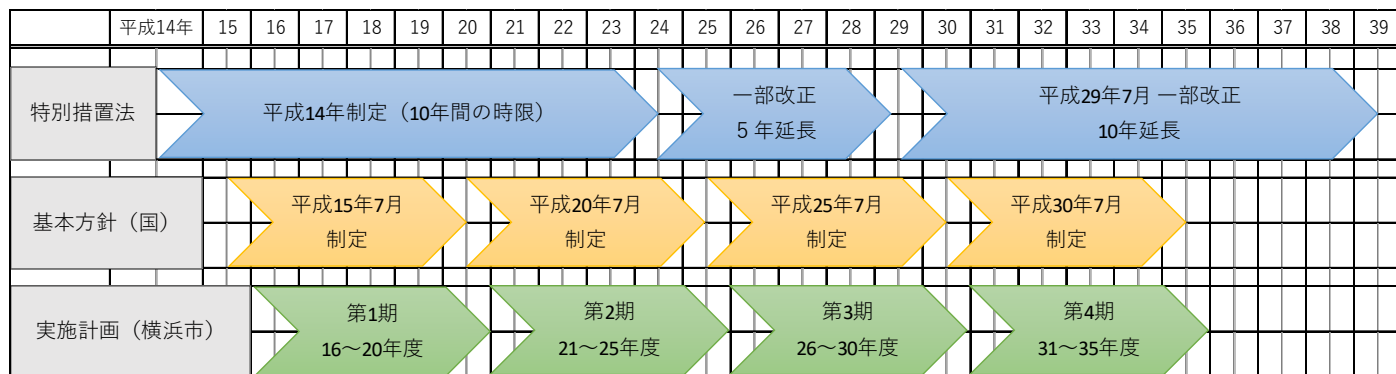 平成14年 15 16 17 18 19 20 21 22 23 24 25 26 27 28 29 30 31 32 33 34 35 36 37 38 39
特別措置法
平成14年制定（10年間の時限）
一部改正
5 年延長
平成29年7月 一部改正
10年延長
基本方針（国）
平成15年7月
制定
平成20年7月
制定
平成25年7月
制定
平成30年7月
制定
実施計画（横浜市）
第1期
16～20年度
第2期
21～25年度
第3期
26～30年度
第4期
31～35年度